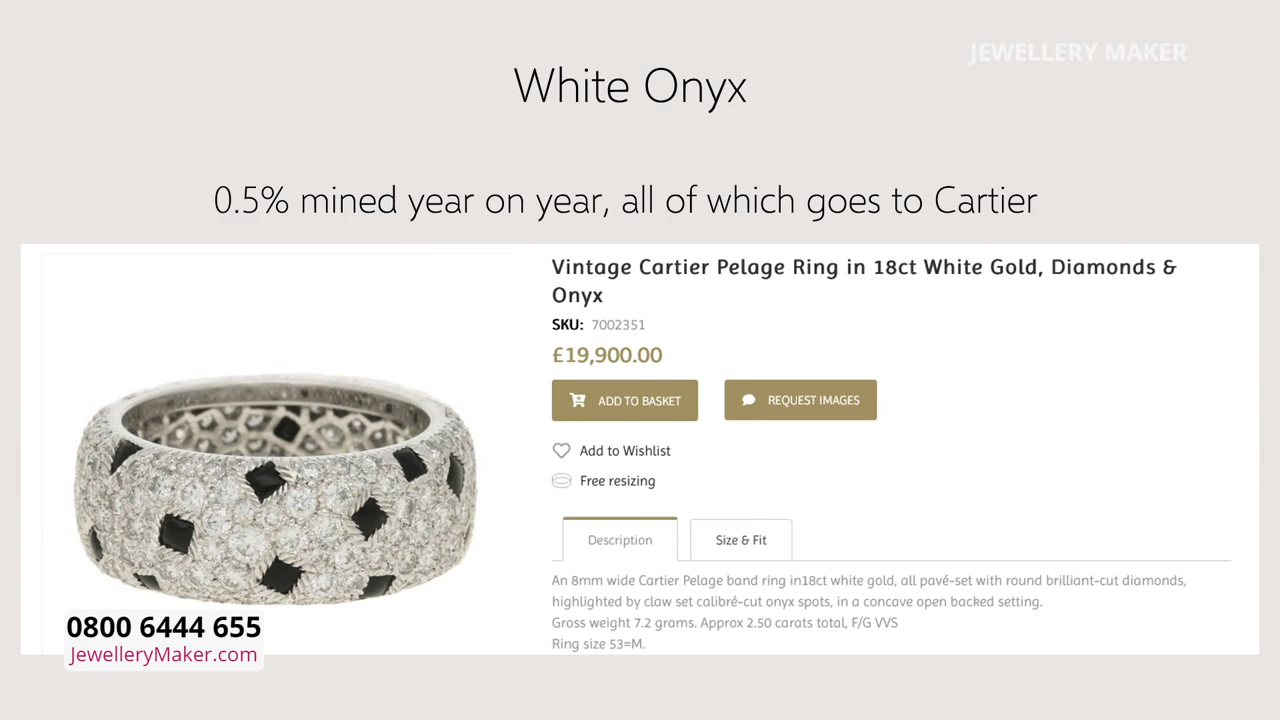 JEWELLERY MAKER
White Onyx
0.5% mined year on year, all of which goes to Cartier
Vintage Cartier Pelage Ring in 18ct White Gold, Diamonds &
Onyx
SKU: 7002351
£19,900.00
ADD TO BASKET
REQUEST IMAGES
Add to Wishlist
Free resizing
Description
Size & Fit
An 8mm wide Cartier Pelage band ring in18ct white gold, all pavé-set with round brilliant-cut diamonds,
highlighted by claw set calibré-cut onyx spots, in a concave open backed setting.
Gross weight 7.2 grams. Approx 2.50 carats total, F/G VVS
Ring size 53=M.
0800 6444 655
JewelleryMaker.com